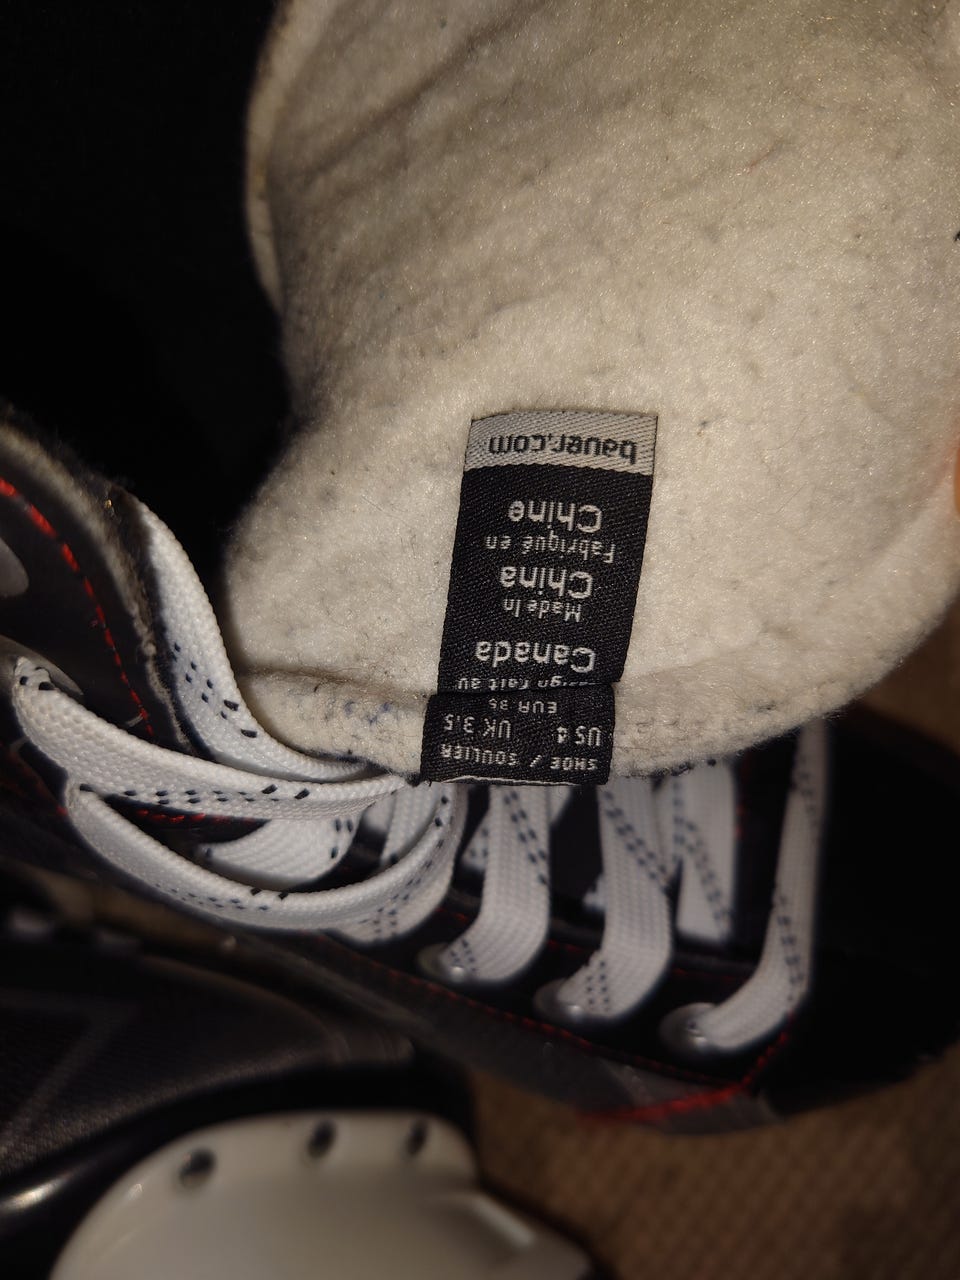 SHOE / SOULIER
US 4 UK 3.5
EUR 36
Design fait au
Canada
Made In
China
Fabriqué en
Chine
bauer.com